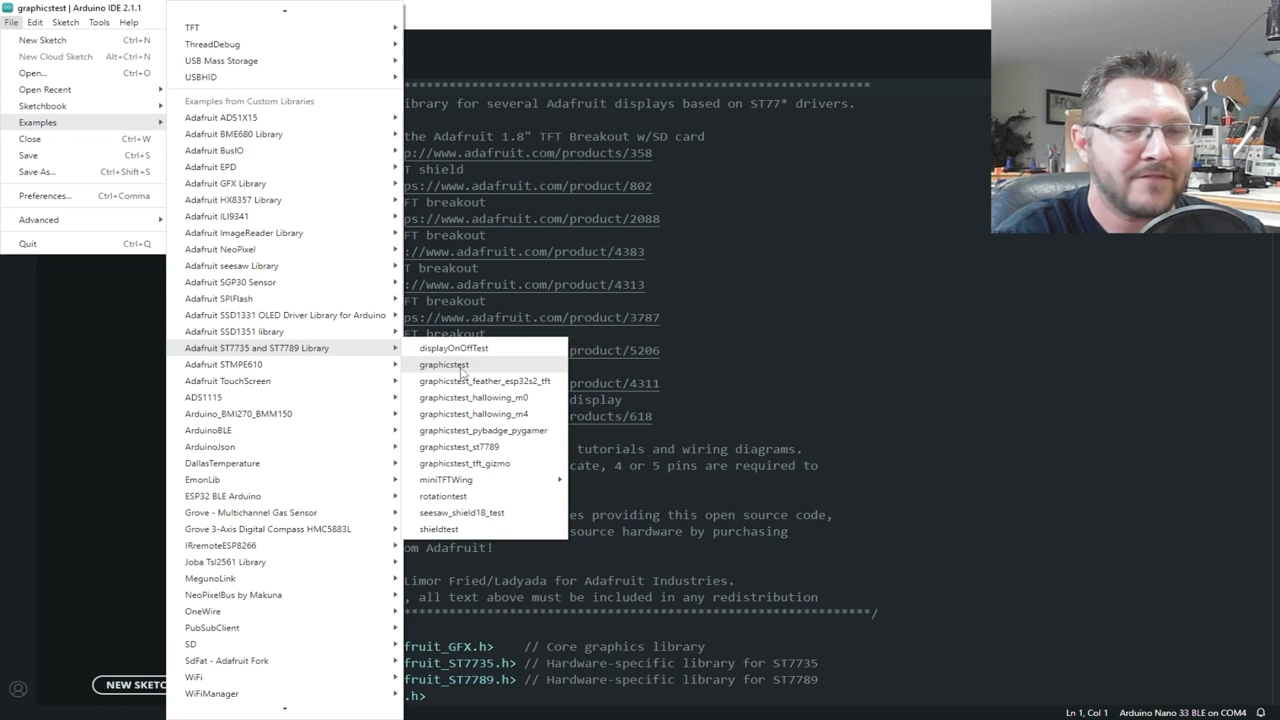 graphicstest | Arduino IDE 2.1.1
File Edit Sketch Tools Help
New Sketch Ctrl+N
New Cloud Sketch Alt+Ctrl+N
Open... Ctrl+O
Open Recent
Sketchbook
Examples
Close Ctrl+W
Save Ctrl+S
Save As... Ctrl+Shift+S
Preferences... Ctrl+Comma
Advanced
Quit Ctrl+Q
TFT
ThreadDebug
USB Mass Storage
USBHID
Examples from Custom Libraries
Adafruit ADS1X15
Adafruit BME680 Library
Adafruit BusIO
Adafruit EPD
Adafruit GFX Library
Adafruit HX8357 Library
Adafruit ILI9341
Adafruit ImageReader Library
Adafruit NeoPixel
Adafruit seesaw Library
Adafruit SGP30 Sensor
Adafruit SPIFlash
Adafruit SSD1331 OLED Driver Library for Arduino
Adafruit SSD1351 library
Adafruit ST7735 and ST7789 Library
Adafruit STMPE610
Adafruit TouchScreen
ADS1115
Arduino_BMI270_BMM150
ArduinoBLE
ArduinoJson
DallasTemperature
EmonLib
ESP32 BLE Arduino
Grove - Multichannel Gas Sensor
Grove 3-Axis Digital Compass HMC5883L
IRremoteESP8266
Joba Tsl2561 Library
MegunoLink
NeoPixelBus by Makuna
OneWire
PubSubClient
SD
SdFat - Adafruit Fork
WiFi
WiFiManager
displayOnOffTest
graphicstest
graphicstest_feather_esp32s2_tft
graphicstest_hallowing_m0
graphicstest_hallowing_m4
graphicstest_pybadge_pygamer
graphicstest_st7789
graphicstest_tft_gizmo
miniTFTWing
rotationtest
seesaw_shield18_test
shieldtest
ibrary for several Adafruit displays based on ST77* drivers.
the Adafruit 1.8" TFT Breakout w/SD card
p://www.adafruit.com/products/358
T shield
ps://www.adafruit.com/product/802
FT breakout
ps://www.adafruit.com/product/2088
FT breakout
://www.adafruit.com/product/4383
T breakout
s://www.adafruit.com/product/4313
T breakout
ps://www.adafruit.com/product/3787
FT breakout
adafruit.com/product/5206
adafruit.com/product/4311
display
products/618
tutorials and wiring diagrams.
cate, 4 or 5 pins are required to
es providing this open source code,
source hardware by purchasing
om Adafruit!
Limor Fried/Ladyada for Adafruit Industries.
, all text above must be included in any redistribution
***************************************************/
fruit_GFX.h> // Core graphics library
fruit_ST7735.h> // Hardware-specific library for ST7735
fruit_ST7789.h> // Hardware-specific library for ST7789
.h>
NEW SKETC
Ln 1, Col 1 Arduino Nano 33 BLE on COM4